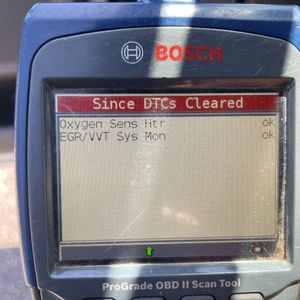 BOSCH
Since DTCs Cleared
Oxygen Sens Htr ok
EGR/VVT Sys Mon ok
ProGrade OBD II Scan Tool